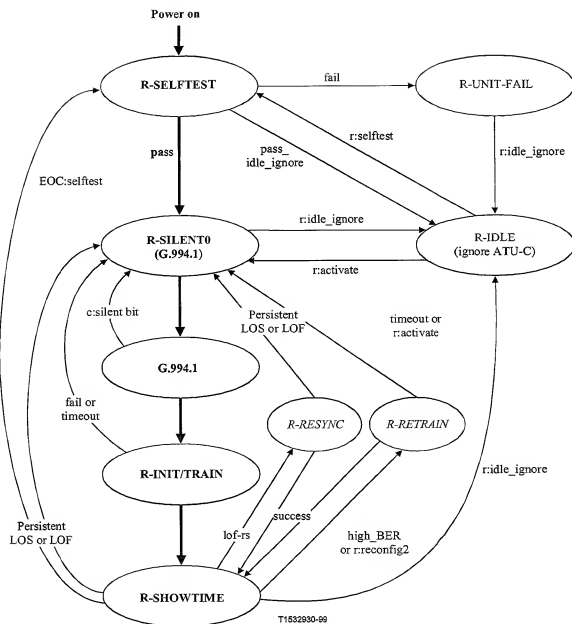 Power on
R-SELFTEST
fail
R-UNIT-FAIL
r:selftest
pass
pass_
idle_ignore
r:idle_ignore
EOC:selftest
R-SILENT0
(G.994.1)
r:idle_ignore
R-IDLE
(ignore ATU-C)
r:activate
c:silent bit
Persistent
LOS or LOF
timeout or
r:activate
G.994.1
fail or
timeout
R-RESYNC
R-RETRAIN
R-INIT/TRAIN
r:idle_ignore
Persistent
LOS or LOF
lof-rs
success
high_BER
or r:reconfig2
R-SHOWTIME
T1532930-99